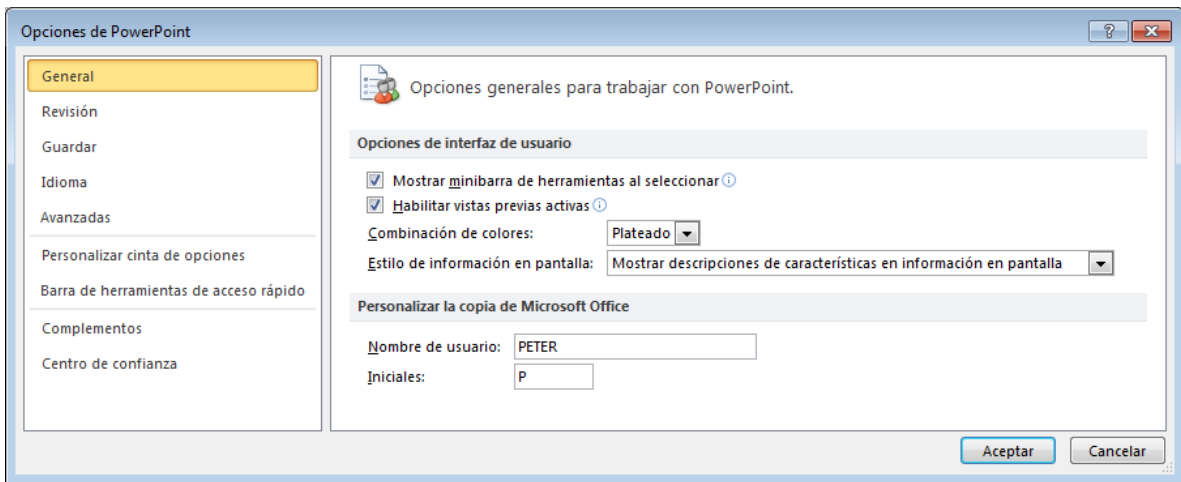 Opciones de PowerPoint
General
Revisión
Guardar
Idioma
Avanzadas
Personalizar cinta de opciones
Barra de herramientas de acceso rápido
Complementos
Centro de confianza
Opciones generales para trabajar con PowerPoint.
Opciones de interfaz de usuario
Mostrar minibarra de herramientas al seleccionar
Habilitar vistas previas activas
Combinación de colores: Plateado
Estilo de información en pantalla: Mostrar descripciones de características en información en pantalla
Personalizar la copia de Microsoft Office
Nombre de usuario: PETER
Iniciales: P
Aceptar Cancelar